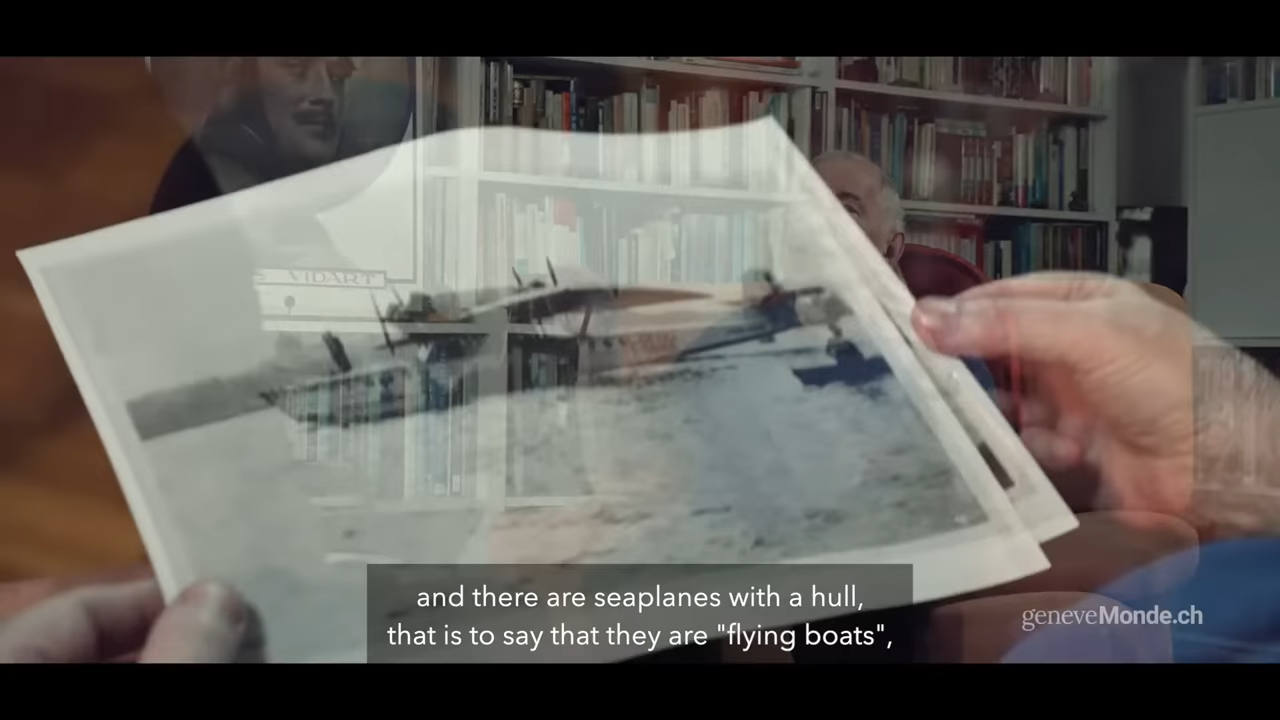 VIDART
and there are seaplanes with a hull,
that is to say that they are "flying boats",
geneveMonde.ch